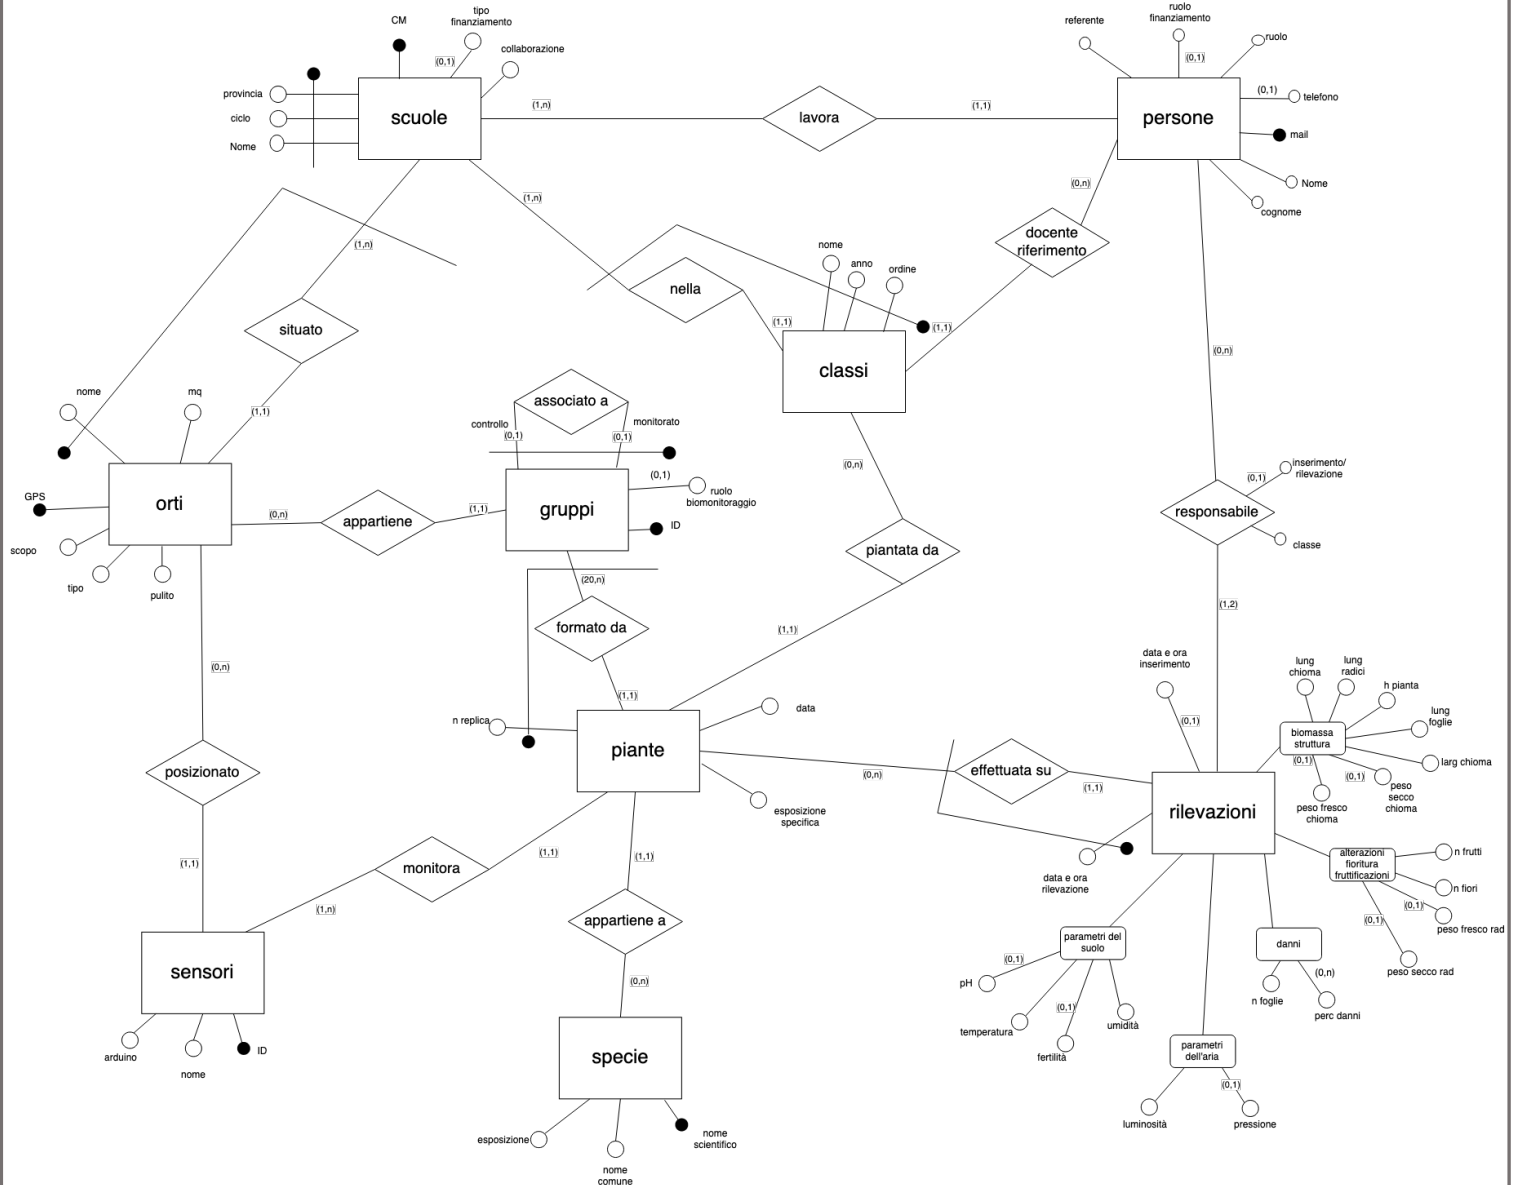 CM
tipo
finanziamento
(0,1)
collaborazione
provincia
ciclo
Nome
scuole
(1,n)
lavora
(1,1)
referente
ruolo
finanziamento
(0,1)
ruolo
(0,1)
telefono
mail
Nome
cognome
persone
(0,n)
docente
riferimento
(1,n)
(1,n)
nella
(1,1)
nome
anno
ordine
(1,1)
classi
situato
(1,1)
(0,n)
nome
mq
GPS
orti
scopo
tipo
pulito
(0,n)
appartiene
(1,1)
associato a
controllo
(0,1)
monitorato
(0,1)
(0,1)
ruolo
biomonitoraggio
gruppi
ID
(0,n)
piantata da
(1,1)
inserimento/
rilevazione
(0,1)
responsabile
classe
(1,2)
(20,n)
formato da
(1,1)
n replica
data
piante
esposizione
specifica
(0,n)
effettuata su
(1,1)
data e ora
inserimento
(0,1)
data e ora
rilevazione
rilevazioni
lung
chioma
lung
radici
h pianta
lung
foglie
larg chioma
biomassa
struttura
(0,1)
(0,1)
peso fresco
chioma
peso
secco
chioma
alterazioni
fioritura
fruttificazioni
n frutti
n fiori
(0,1)
(0,1)
peso fresco rad
peso secco rad
(0,n)
posizionato
(1,1)
monitora
(1,1)
(1,n)
(1,1)
appartiene a
(0,n)
sensori
arduino
nome
ID
specie
esposizione
nome
comune
nome
scientifico
parametri del
suolo
(0,1)
pH
temperatura
(0,1)
fertilità
umidità
danni
n foglie
(0,n)
perc danni
parametri
dell'aria
(0,1)
luminosità
pressione